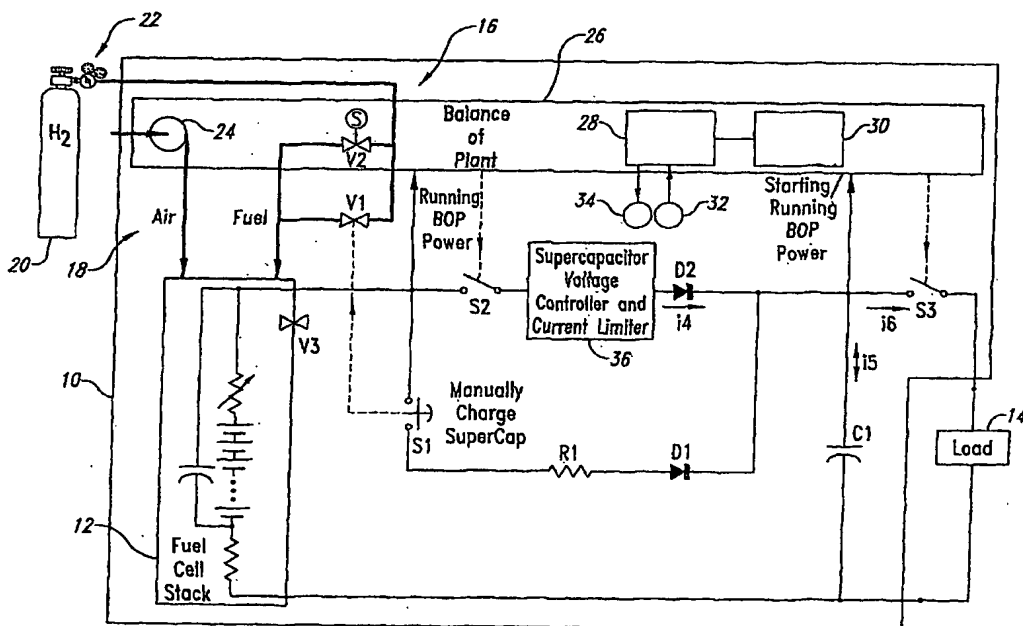 22
16
26
H2
24
S
V2
Balance
of
Plant
28
30
34
32
V1
Air
Fuel
Running
BOP
Power
Starting/
Running
BOP
Power
20
18
Supercapacitor
Voltage
Controller and
Current Limiter
D2
i4
S2
36
i6
S3
V3
i5
10
Manually
Charge
SuperCap
S1
R1
D1
C1
14
Load
12
Fuel
Cell
Stack